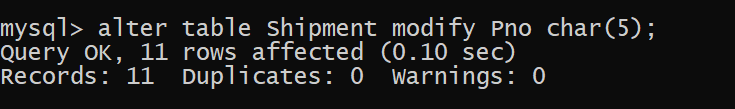 mysql> alter table Shipment modify Pno char(5);
Query OK, 11 rows affected (0.10 sec)
Records: 11  Duplicates: 0  Warnings: 0